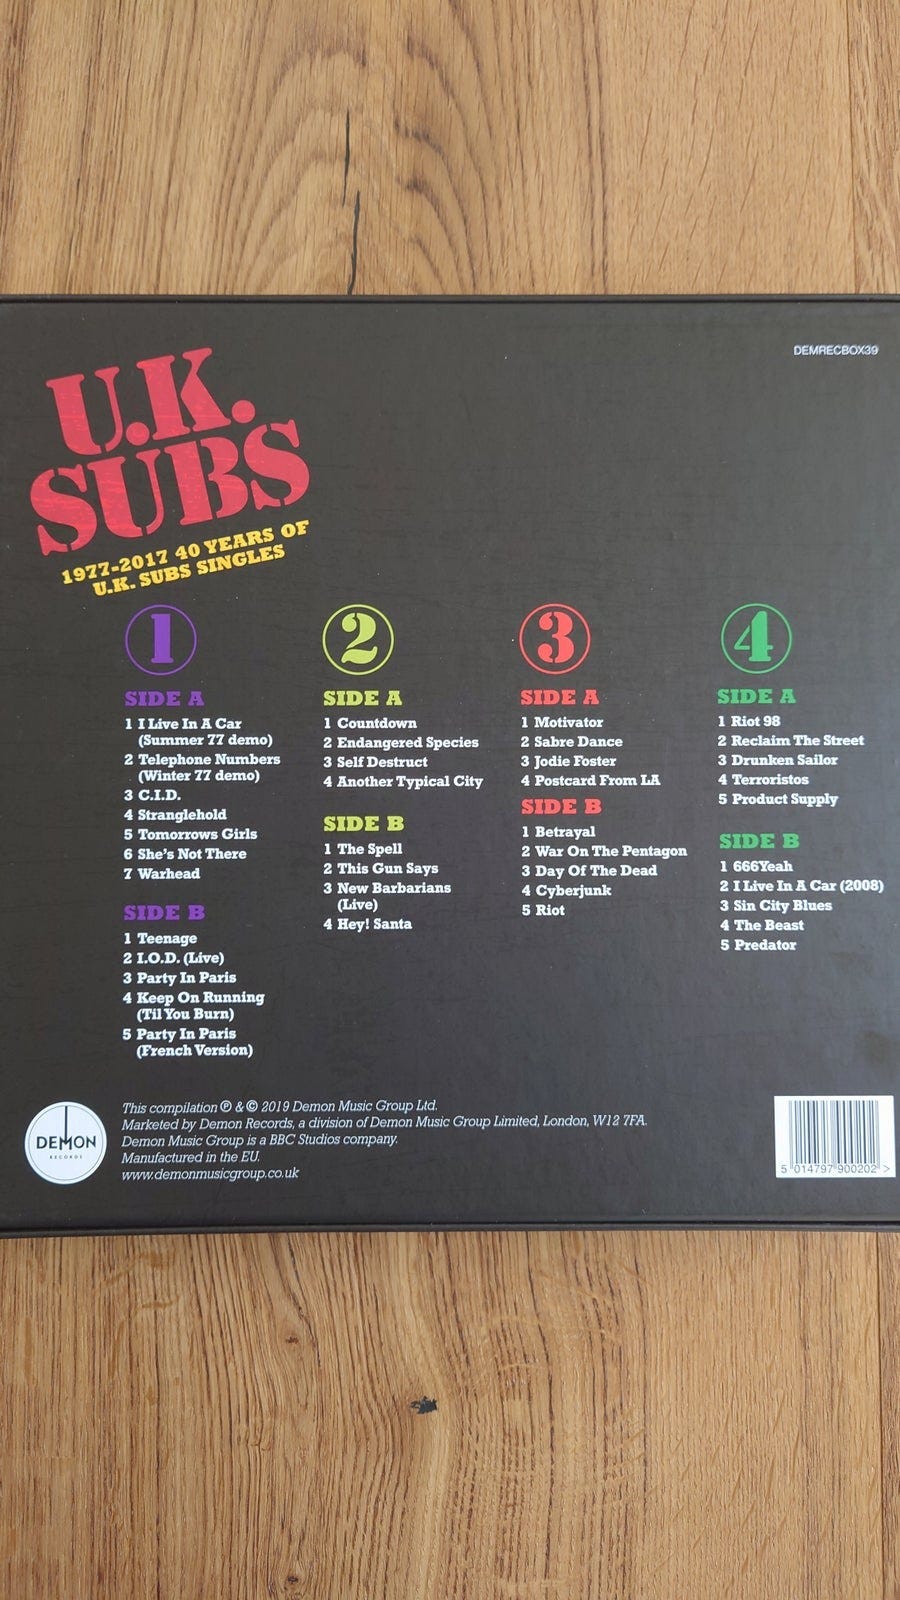 DEMRECBOX39
U.K.
SUBS
1977-2017 40 YEARS OF
U.K. SUBS SINGLES
1
SIDE A
1 I Live In A Car
(Summer 77 demo)
2 Telephone Numbers
(Winter 77 demo)
3 C.I.D.
4 Stranglehold
5 Tomorrows Girls
6 She's Not There
7 Warhead
SIDE B
1 Teenage
2 I.O.D. (Live)
3 Party In Paris
4 Keep On Running
(Til You Burn)
5 Party In Paris
(French Version)
2
SIDE A
1 Countdown
2 Endangered Species
3 Self Destruct
4 Another Typical City
SIDE B
1 The Spell
2 This Gun Says
3 New Barbarians
(Live)
4 Hey! Santa
3
SIDE A
1 Motivator
2 Sabre Dance
3 Jodie Foster
4 Postcard From LA
SIDE B
1 Betrayal
2 War On The Pentagon
3 Day Of The Dead
4 Cyberjunk
5 Riot
4
SIDE A
1 Riot 98
2 Reclaim The Street
3 Drunken Sailor
4 Terroristos
5 Product Supply
SIDE B
1 666Yeah
2 I Live In A Car (2008)
3 Sin City Blues
4 The Beast
5 Predator
DEMON
RECORDS
This compilation ℗ & © 2019 Demon Music Group Ltd.
Marketed by Demon Records, a division of Demon Music Group Limited, London, W12 7FA.
Demon Music Group is a BBC Studios company.
Manufactured in the EU.
www.demonmusicgroup.co.uk
5 014797 900202 >